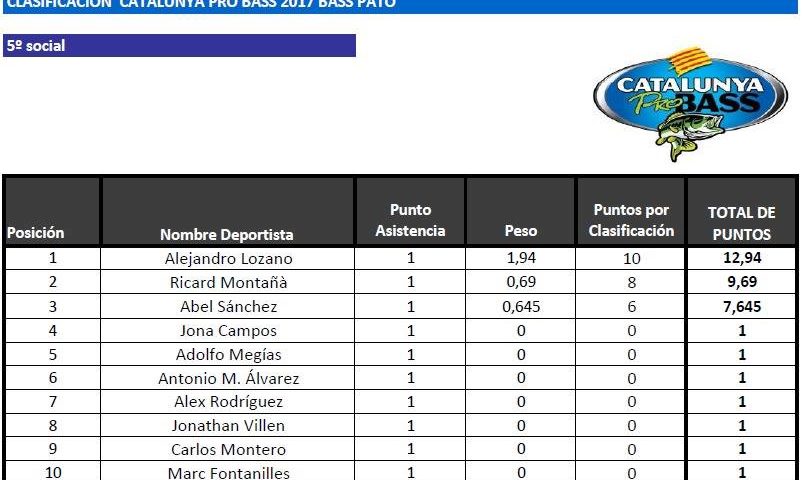 CLASIFICACIÓN CATALUNYA PRO BASS 2017 BASS PATO
5º social
CATALUNYA
Pro BASS
Posición Nombre Deportista Punto Asistencia Peso Puntos por Clasificación TOTAL DE PUNTOS
1 Alejandro Lozano 1 1,94 10 12,94
2 Ricard Montañà 1 0,69 8 9,69
3 Abel Sánchez 1 0,645 6 7,645
4 Jona Campos 1 0 0 1
5 Adolfo Megías 1 0 0 1
6 Antonio M. Álvarez 1 0 0 1
7 Alex Rodríguez 1 0 0 1
8 Jonathan Villen 1 0 0 1
9 Carlos Montero 1 0 0 1
10 Marc Fontanilles 1 0 0 1